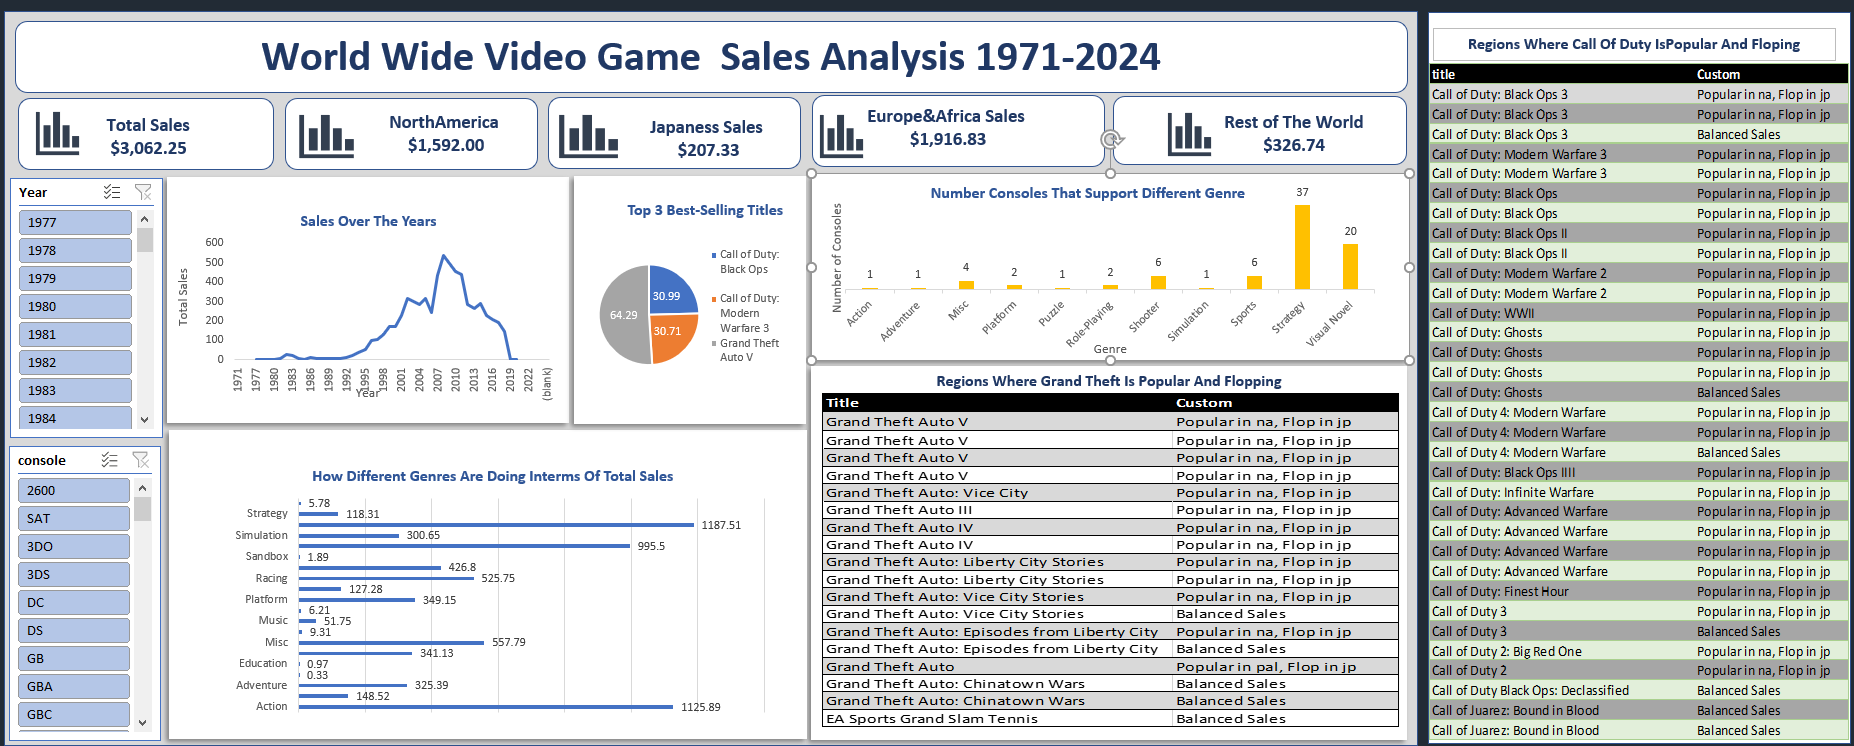 World Wide Video Game  Sales Analysis 1971-2024
Total Sales
$3,062.25
NorthAmerica
$1,592.00
Japaness Sales
$207.33
Europe&Africa Sales
$1,916.83
Rest of The World
$326.74
Year
1977
1978
1979
1980
1981
1982
1983
1984
console
2600
SAT
3DO
3DS
DC
DS
GB
GBA
GBC
Sales Over The Years
Total Sales
600
500
400
300
200
100
0
1971
1977
1980
1983
1986
1989
1992
1995
1998
2001
2004
2007
2010
2013
2016
2019
2022
(blank)
Year
Top 3 Best-Selling Titles
30.99
30.71
64.29
Call of Duty:
Black Ops
Call of Duty:
Modern
Warfare 3
Grand Theft
Auto V
Number Consoles That Support Different Genre
Number of Consoles
1
1
4
2
1
2
6
1
6
37
20
Action
Adventure
Misc
Platform
Puzzle
Role-Playing
Shooter
Simulation
Sports
Strategy
Visual Novel
Genre
How Different Genres Are Doing Interms Of Total Sales
5.78
Strategy 118.31
1187.51
Simulation 300.65
995.5
Sandbox 1.89
426.8
Racing 525.75
127.28
Platform 349.15
6.21
Music 51.75
9.31
Misc 557.79
341.13
Education 0.97
0.33
Adventure 325.39
148.52
Action 1125.89
Regions Where Grand Theft Is Popular And Flopping
Title Custom
Grand Theft Auto V Popular in na, Flop in jp
Grand Theft Auto V Popular in na, Flop in jp
Grand Theft Auto V Popular in na, Flop in jp
Grand Theft Auto V Popular in na, Flop in jp
Grand Theft Auto: Vice City Popular in na, Flop in jp
Grand Theft Auto III Popular in na, Flop in jp
Grand Theft Auto IV Popular in na, Flop in jp
Grand Theft Auto IV Popular in na, Flop in jp
Grand Theft Auto: Liberty City Stories Popular in na, Flop in jp
Grand Theft Auto: Liberty City Stories Popular in na, Flop in jp
Grand Theft Auto: Vice City Stories Popular in na, Flop in jp
Grand Theft Auto: Vice City Stories Balanced Sales
Grand Theft Auto: Episodes from Liberty City Popular in na, Flop in jp
Grand Theft Auto: Episodes from Liberty City Balanced Sales
Grand Theft Auto Popular in pal, Flop in jp
Grand Theft Auto: Chinatown Wars Balanced Sales
Grand Theft Auto: Chinatown Wars Balanced Sales
EA Sports Grand Slam Tennis Balanced Sales
Regions Where Call Of Duty IsPopular And Floping
title Custom
Call of Duty: Black Ops 3 Popular in na, Flop in jp
Call of Duty: Black Ops 3 Popular in na, Flop in jp
Call of Duty: Black Ops 3 Balanced Sales
Call of Duty: Modern Warfare 3 Popular in na, Flop in jp
Call of Duty: Modern Warfare 3 Popular in na, Flop in jp
Call of Duty: Black Ops Popular in na, Flop in jp
Call of Duty: Black Ops Popular in na, Flop in jp
Call of Duty: Black Ops II Popular in na, Flop in jp
Call of Duty: Black Ops II Popular in na, Flop in jp
Call of Duty: Modern Warfare 2 Popular in na, Flop in jp
Call of Duty: Modern Warfare 2 Popular in na, Flop in jp
Call of Duty: WWII Popular in na, Flop in jp
Call of Duty: Ghosts Popular in na, Flop in jp
Call of Duty: Ghosts Popular in na, Flop in jp
Call of Duty: Ghosts Popular in na, Flop in jp
Call of Duty: Ghosts Balanced Sales
Call of Duty 4: Modern Warfare Popular in na, Flop in jp
Call of Duty 4: Modern Warfare Popular in na, Flop in jp
Call of Duty 4: Modern Warfare Balanced Sales
Call of Duty: Black Ops IIII Popular in na, Flop in jp
Call of Duty: Infinite Warfare Popular in na, Flop in jp
Call of Duty: Advanced Warfare Popular in na, Flop in jp
Call of Duty: Advanced Warfare Popular in na, Flop in jp
Call of Duty: Advanced Warfare Popular in na, Flop in jp
Call of Duty: Advanced Warfare Popular in na, Flop in jp
Call of Duty: Finest Hour Popular in na, Flop in jp
Call of Duty 3 Popular in na, Flop in jp
Call of Duty 3 Balanced Sales
Call of Duty 2: Big Red One Popular in na, Flop in jp
Call of Duty 2 Popular in na, Flop in jp
Call of Duty Black Ops: Declassified Balanced Sales
Call of Juarez: Bound in Blood Balanced Sales
Call of Juarez: Bound in Blood Balanced Sales